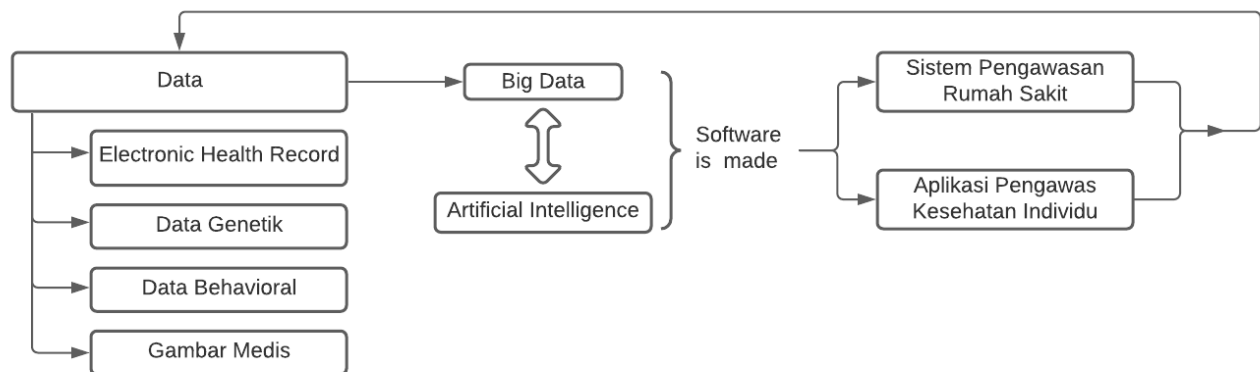 Data
Electronic Health Record
Data Genetik
Data Behavioral
Gambar Medis
Big Data
Artificial Intelligence
Software
is made
Sistem Pengawasan
Rumah Sakit
Aplikasi Pengawas
Kesehatan Individu